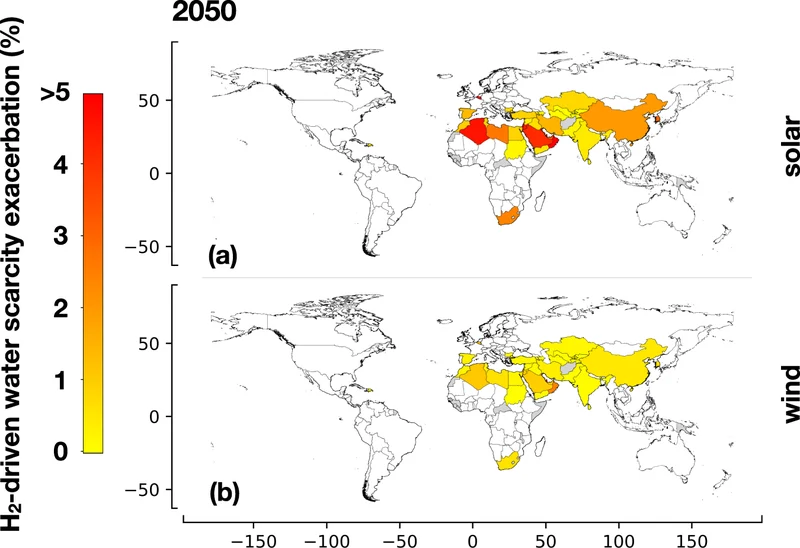 2050
H₂-driven water scarcity exacerbation (%)
>5
4
3
2
1
0
50
0
−50
(a)
solar
50
0
−50
(b)
wind
−150 −100 −50 0 50 100 150